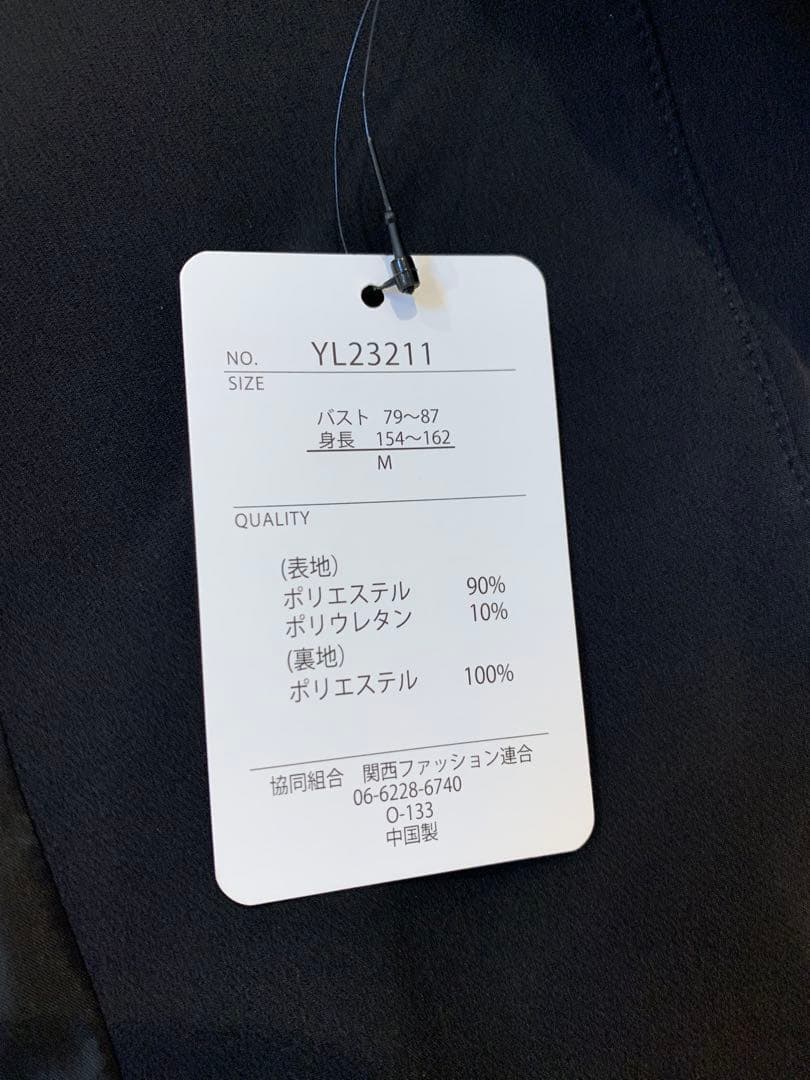 NO. YL23211
SIZE
バスト 79～87
身長 154～162
M
QUALITY
(表地)
ポリエステル 90%
ポリウレタン 10%
(裏地)
ポリエステル 100%
協同組合 関西ファッション連合
06-6228-6740
O-133
中国製